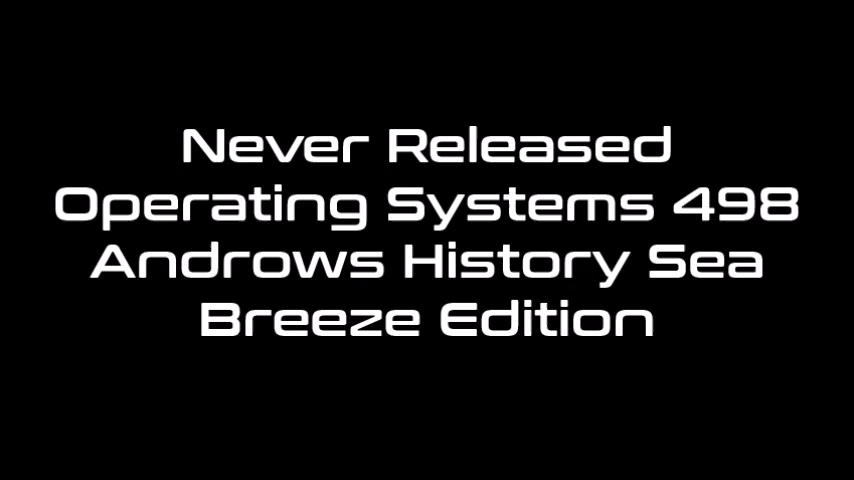 Never Released
Operating Systems 498
Androws History Sea
Breeze Edition